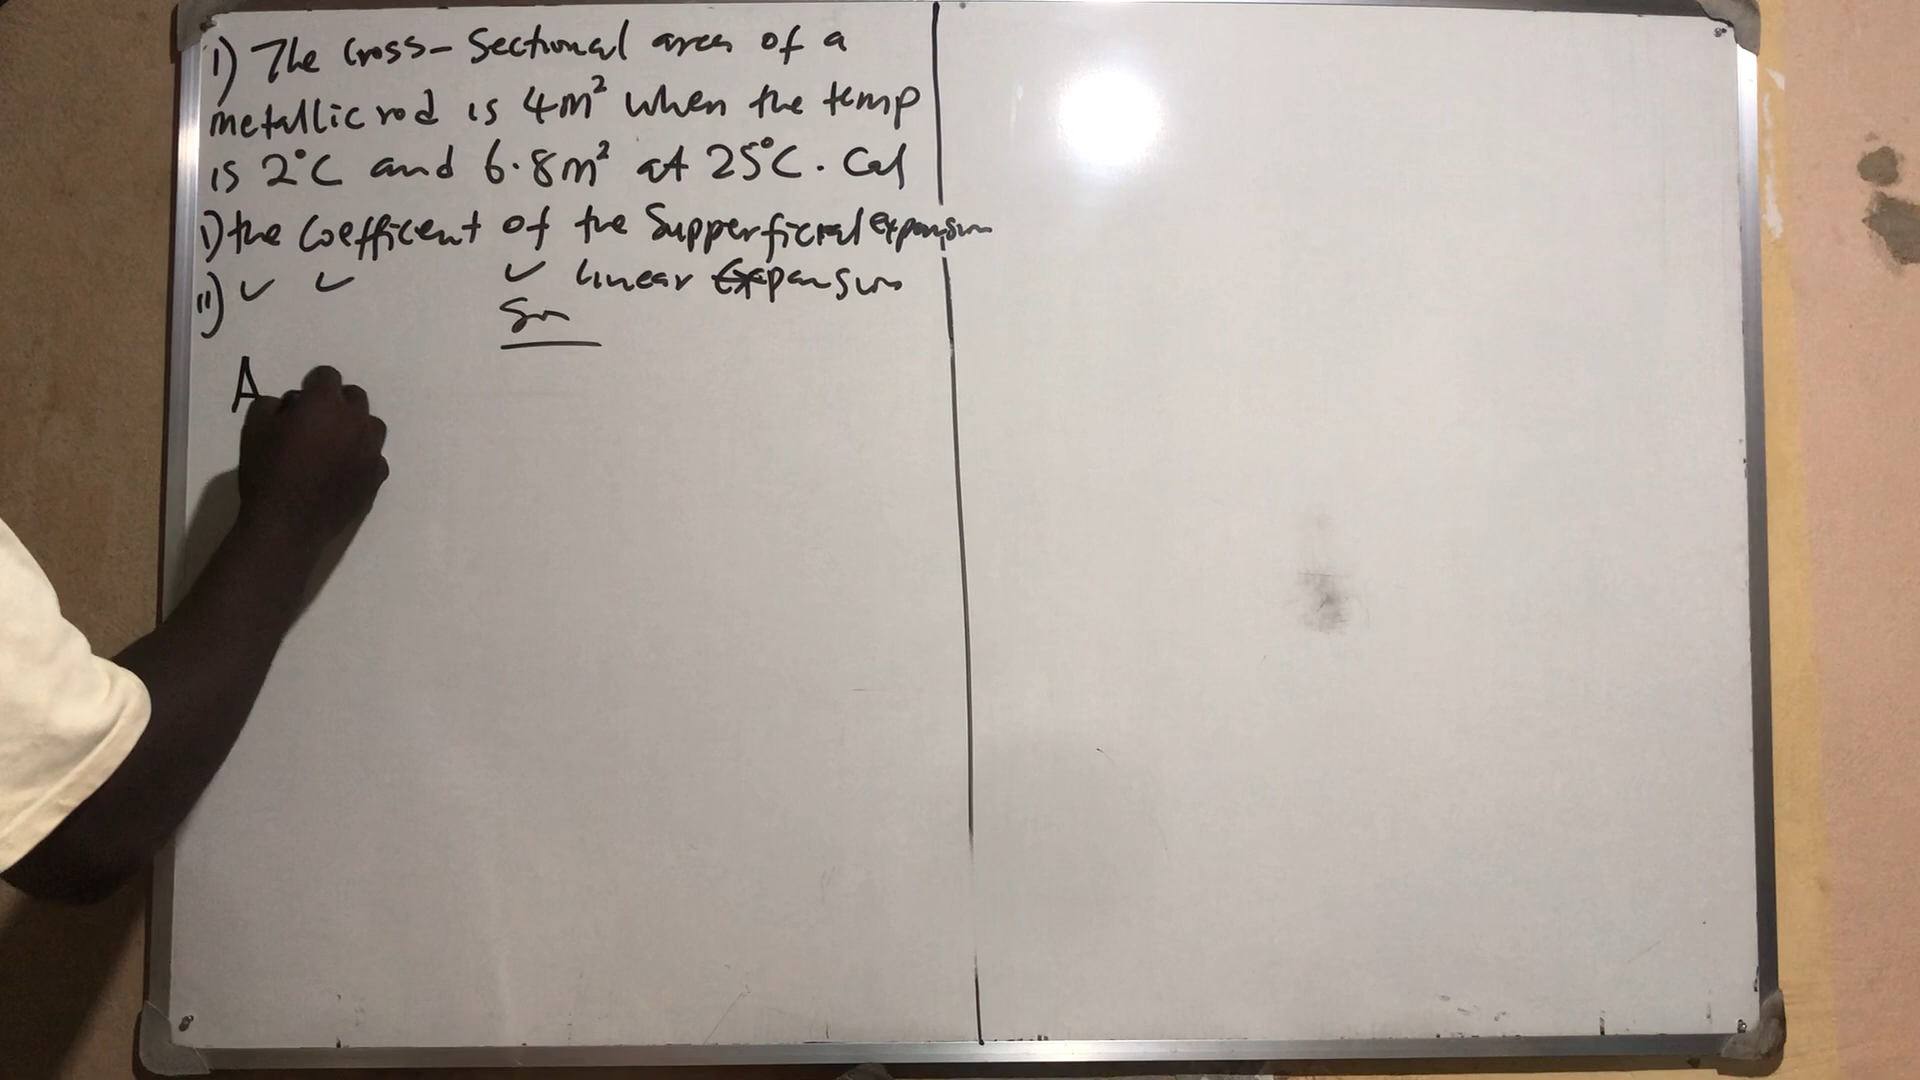 1) The Cross-Sectional area of a
metallic rod is 4m² when the temp
is 2°C and 6.8m² at 25°C. Cal
i) the Coefficent of the Supperficial expansion
ii) ✓ ✓ ✓ linear Expansion
Son
A